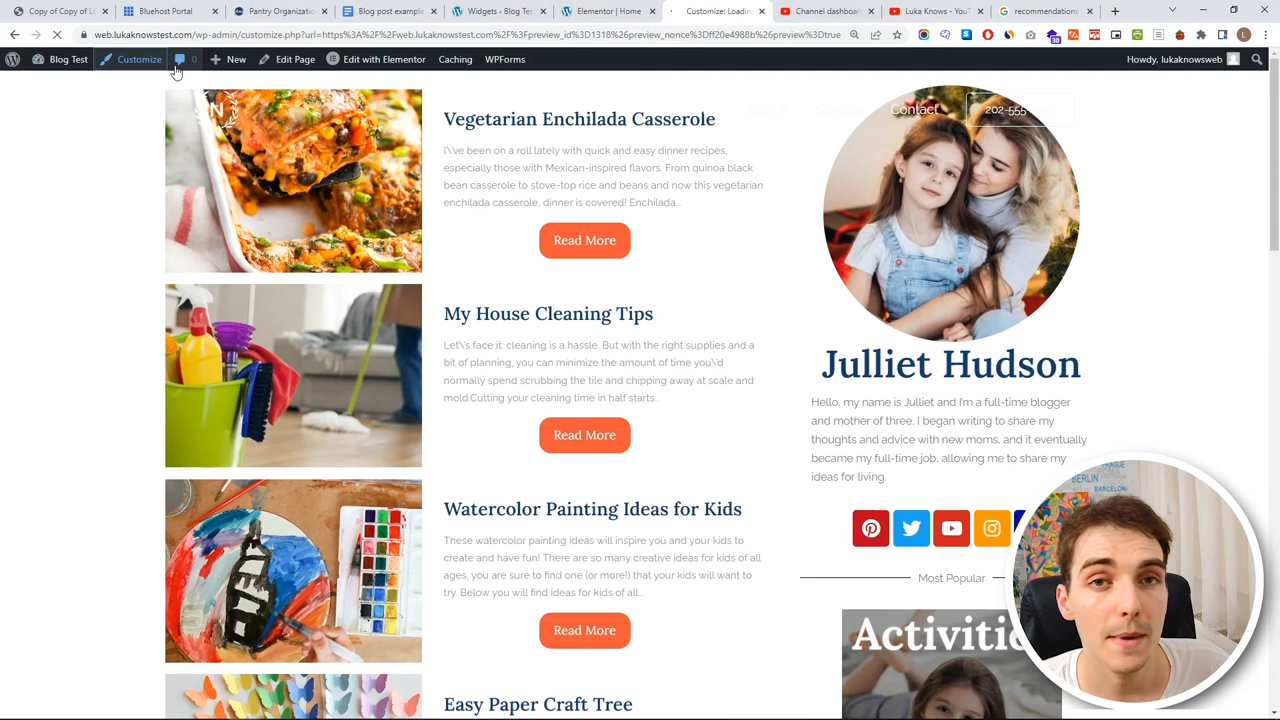 Copy of Copy of Lo
Bluehost Portal
Pantry Organizatio
Blog post example
Widgets ‹ Blog Tes
Elementor | Home
Customize: Loading
Channel dashboar
Luka Knows - YouT
recommendations
web.lukaknowstest.com/wp-admin/customize.php?url=https%3A%2F%2Fweb.lukaknowstest.com%2F%3Fpreview_id%3D1318%26preview_nonce%3Dff20e4988b%26preview%3Dtrue
30
Blog Test
Customize
0
New
Edit Page
Edit with Elementor
Caching
WPForms
Howdy, lukaknowsweb
N
Contact
202-555
Vegetarian Enchilada Casserole
I\'ve been on a roll lately with quick and easy dinner recipes,
especially those with Mexican-inspired flavors. From quinoa black
bean casserole to stove-top rice and beans and now this vegetarian
enchilada casserole, dinner is covered! Enchilada...
Read More
My House Cleaning Tips
Let\'s face it: cleaning is a hassle. But with the right supplies and a
bit of planning, you can minimize the amount of time you\'d
normally spend scrubbing the tile and chipping away at scale and
mold.Cutting your cleaning time in half starts...
Read More
Watercolor Painting Ideas for Kids
These watercolor painting ideas will inspire you and your kids to
create and have fun! There are so many creative ideas for kids of all
ages, you are sure to find one (or more!) that your kids will want to
try. Below you will find ideas for kids of all...
Read More
Easy Paper Craft Tree
Julliet Hudson
Hello, my name is Julliet and I'm a full-time blogger
and mother of three. I began writing to share my
thoughts and advice with new moms, and it eventually
became my full-time job, allowing me to share my
ideas for living.
Most Popular
Activitie
PRAGUE
BERLIN
BARCELON